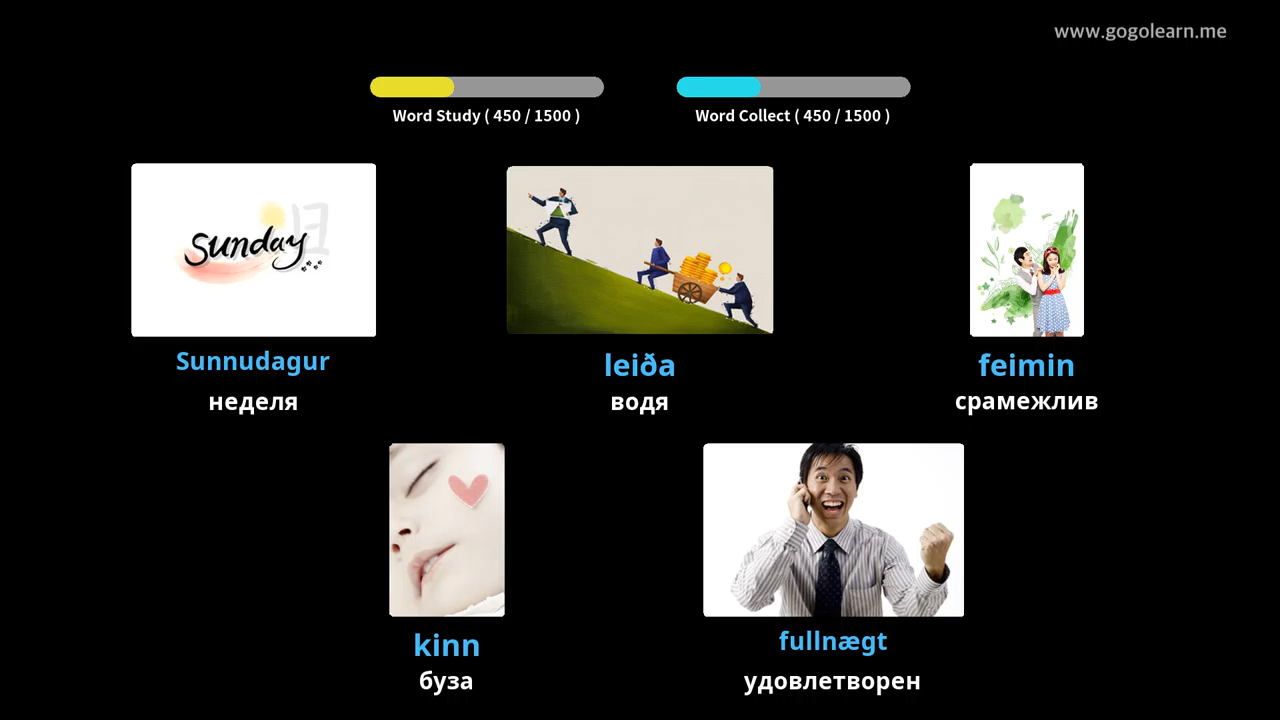 www.gogolearn.me
Word Study ( 450 / 1500 )
Word Collect ( 450 / 1500 )
Sunday
日
Sunnudagur
неделя
leiða
водя
feimin
срамежлив
kinn
буза
fullnægt
удовлетворен